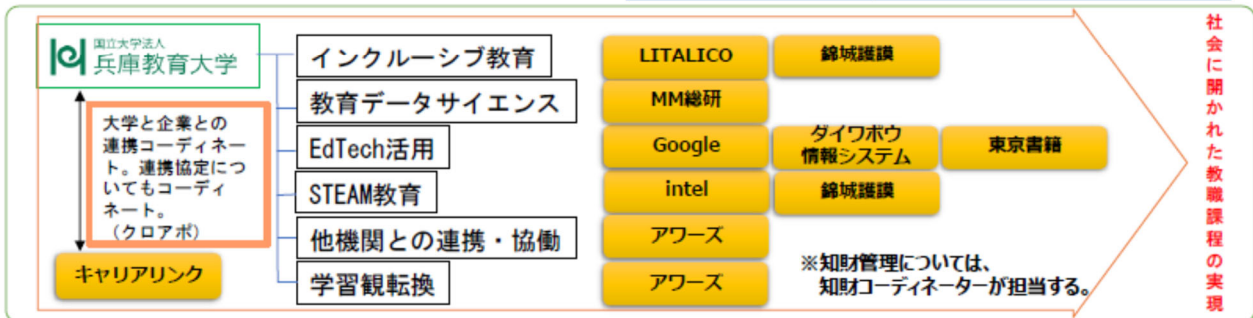 国立大学法人
兵庫教育大学
大学と企業との
連携コーディネー
ト。連携協定につ
いてもコーディ
ネート。
（クロアポ）
キャリアリンク
インクルーシブ教育
LITALICO
錦城護謨
教育データサイエンス
MM総研
EdTech活用
Google
ダイワボウ
情報システム
東京書籍
STEAM教育
intel
錦城護謨
他機関との連携・協働
アワーズ
学習観転換
アワーズ
※知財管理については、
知財コーディネーターが担当する。
社会に開かれた教職課程の実現